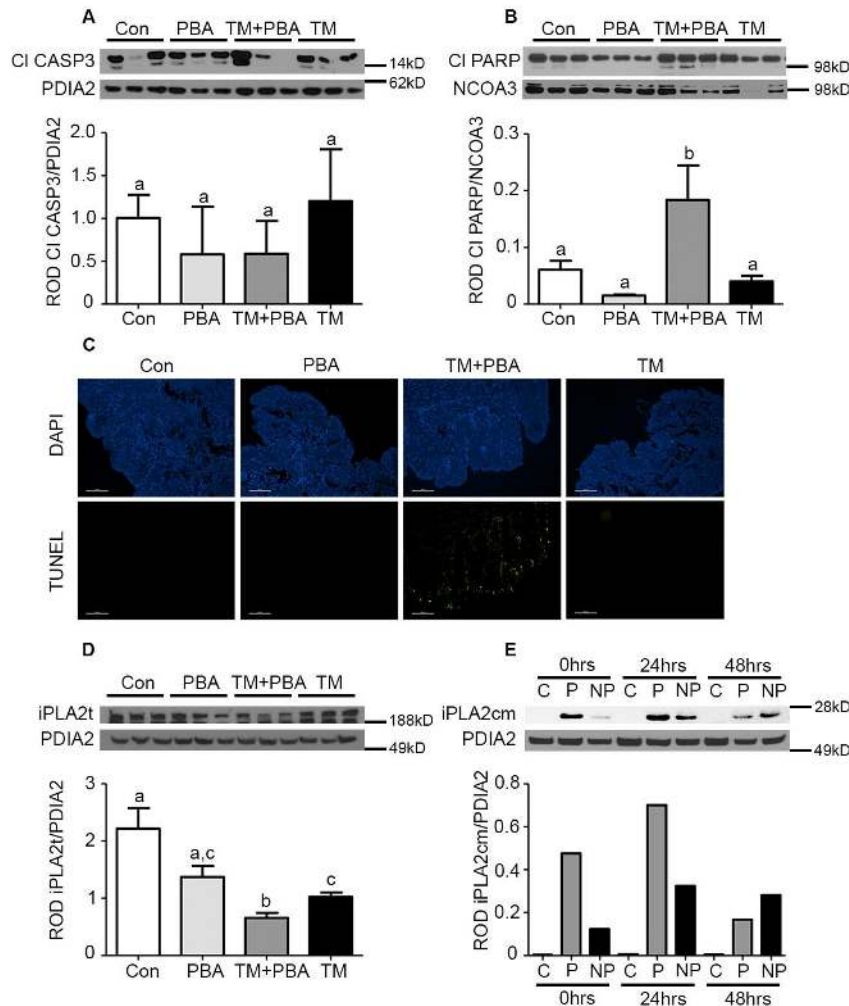 A
Con PBA TM+PBA TM
Cl CASP3
14kD
PDIA2
62kD
ROD Cl CASP3/PDIA2
2.0
1.5
1.0
0.5
0
a a a a
Con PBA TM+PBA TM
B
Con PBA TM+PBA TM
Cl PARP
98kD
NCOA3
98kD
ROD Cl PARP/NCOA3
0.3
0.2
0.1
0
a a b a
Con PBA TM+PBA TM
C
Con PBA TM+PBA TM
DAPI
TUNEL
D
Con PBA TM+PBA TM
iPLA2t
188kD
PDIA2
49kD
ROD iPLA2t/PDIA2
3
2
1
0
a a,c b c
Con PBA TM+PBA TM
E
0hrs 24hrs 48hrs
C P NP C P NP C P NP
iPLA2cm
28kD
PDIA2
49kD
ROD iPLA2cm/PDIA2
0.8
0.6
0.4
0.2
0
C P NP C P NP C P NP
0hrs 24hrs 48hrs